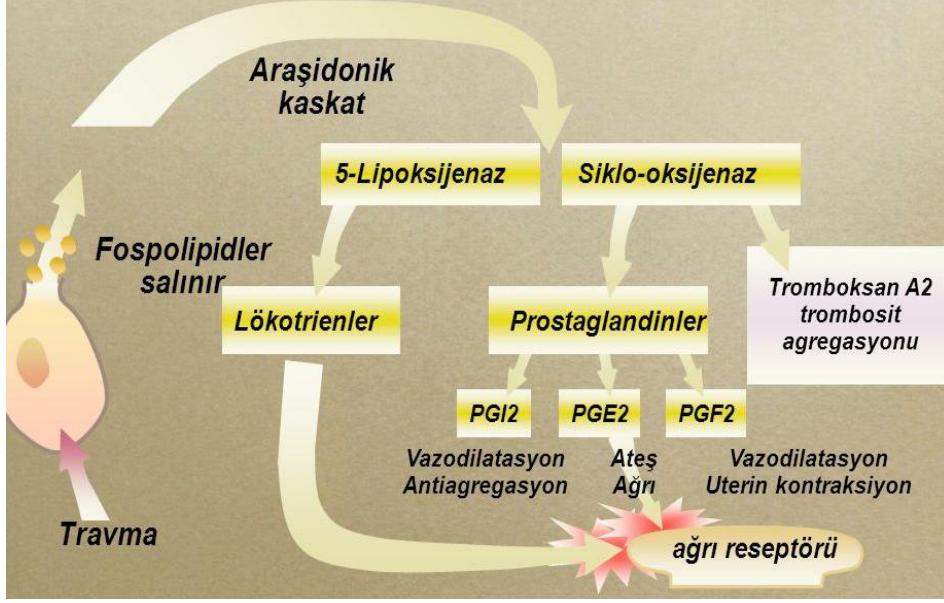 Araşidonik
kaskat
5-Lipoksijenaz
Siklo-oksijenaz
Fospolipidler
salınır
Lökotrienler
Prostaglandinler
Tromboksan A2
trombosit
agregasyonu
PGI2
PGE2
PGF2
Vazodilatasyon
Antiagregasyon
Ateş
Ağrı
Vazodilatasyon
Uterin kontraksiyon
Travma
ağrı reseptörü